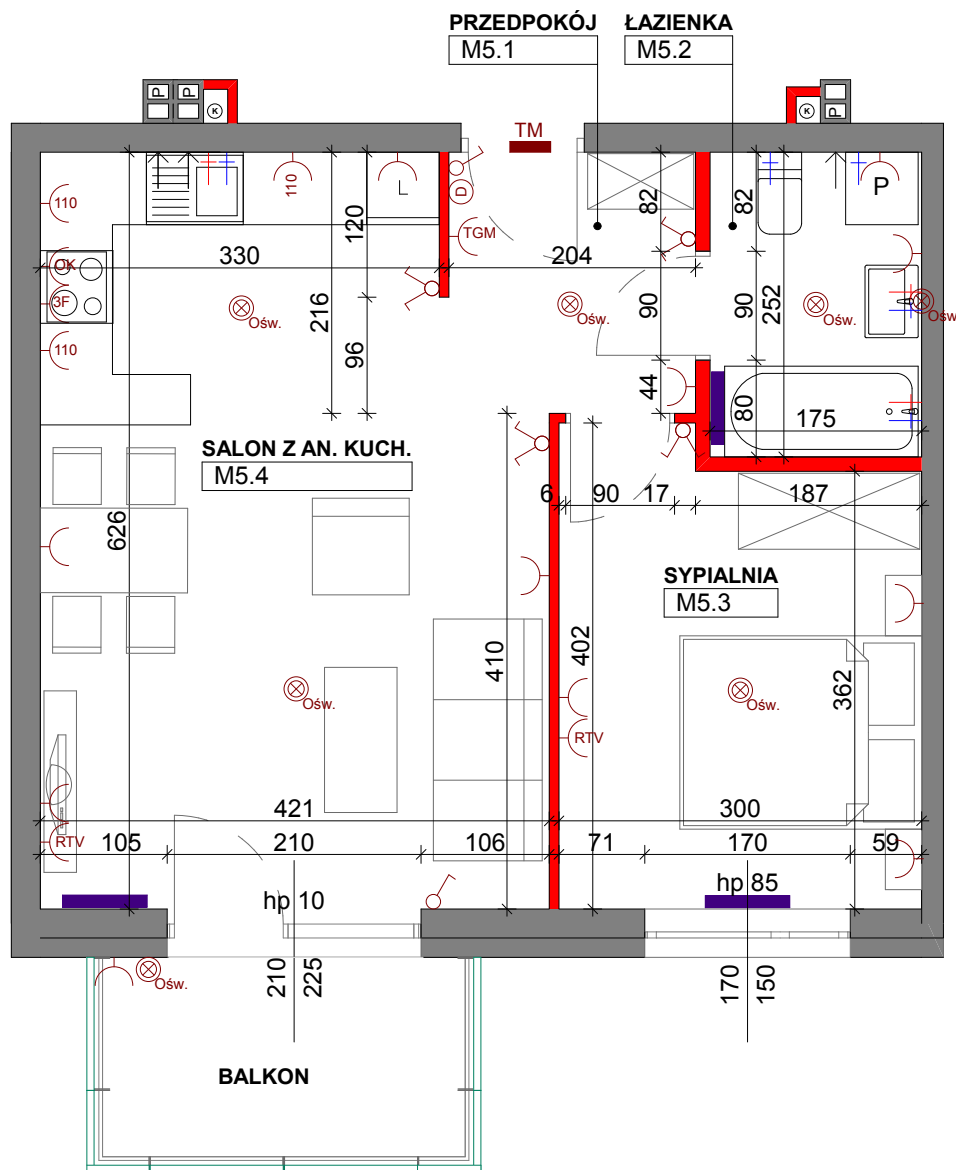 PRZEDPOKÓJ ŁAZIENKA
M5.1 M5.2
P P K K P
TM
110 110 L D P
120 82 82
TGM
OK 330 204
3F 216 90 90 252
Ośw. Ośw. Ośw. Ośw.
110 96 44 80
175
SALON Z AN. KUCH.
M5.4
6 90 17 187
626
SYPIALNIA
M5.3
410 402 362
Ośw. Ośw.
RTV
421 300
RTV 105 210 106 71 170 59
hp 10 hp 85
210 225 170 150
Ośw.
BALKON